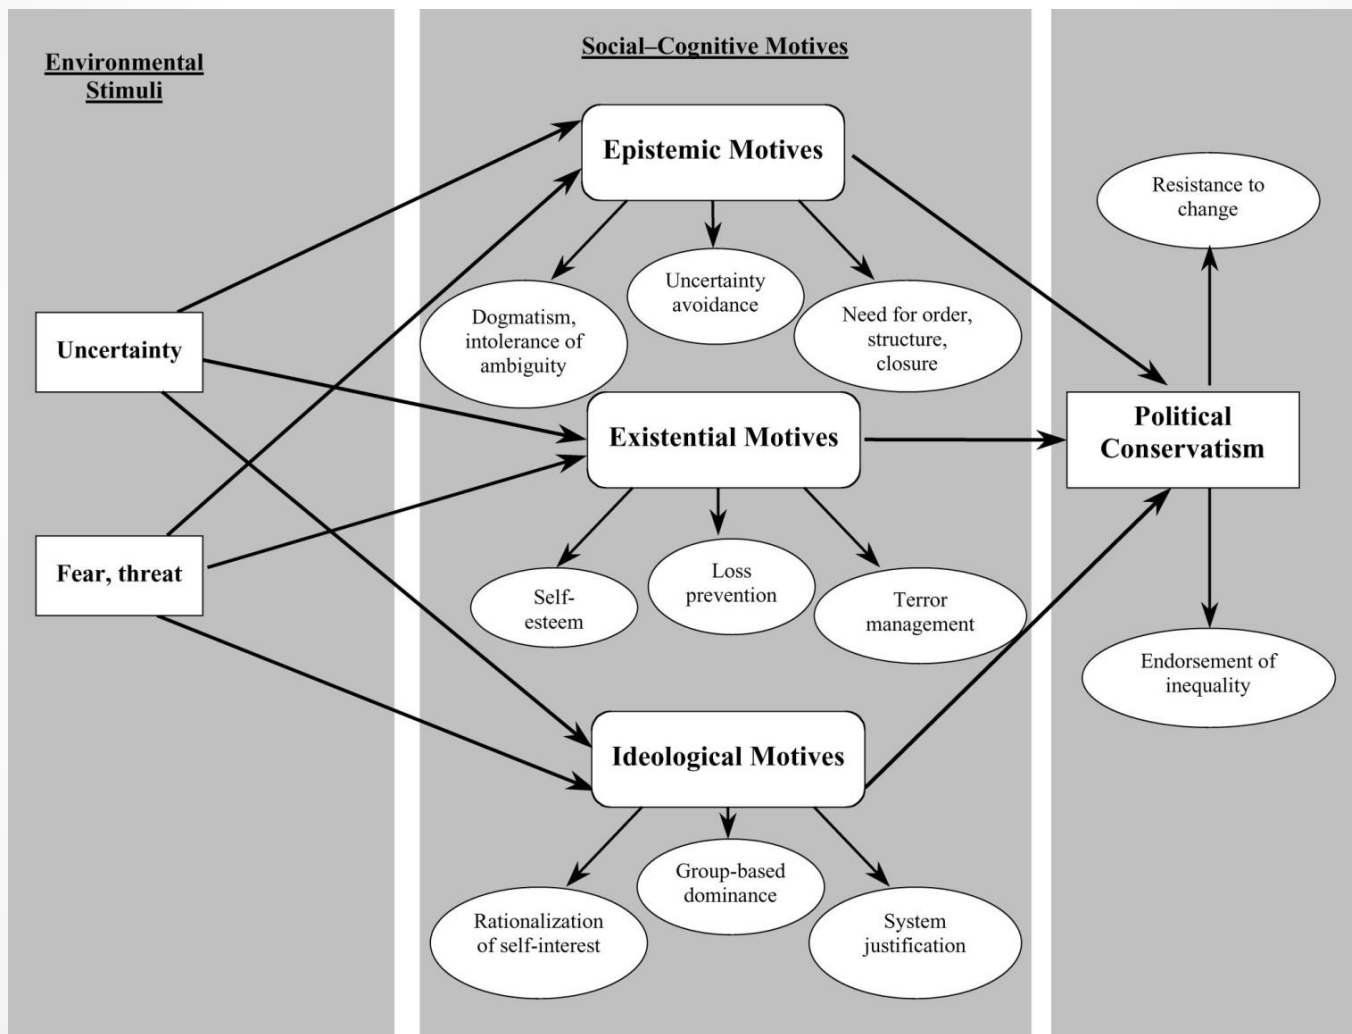 Environmental
Stimuli
Uncertainty
Fear, threat
Social–Cognitive Motives
Epistemic Motives
Dogmatism,
intolerance of
ambiguity
Uncertainty
avoidance
Need for order,
structure,
closure
Existential Motives
Self-
esteem
Loss
prevention
Terror
management
Ideological Motives
Rationalization
of self-interest
Group-based
dominance
System
justification
Resistance to
change
Political
Conservatism
Endorsement of
inequality